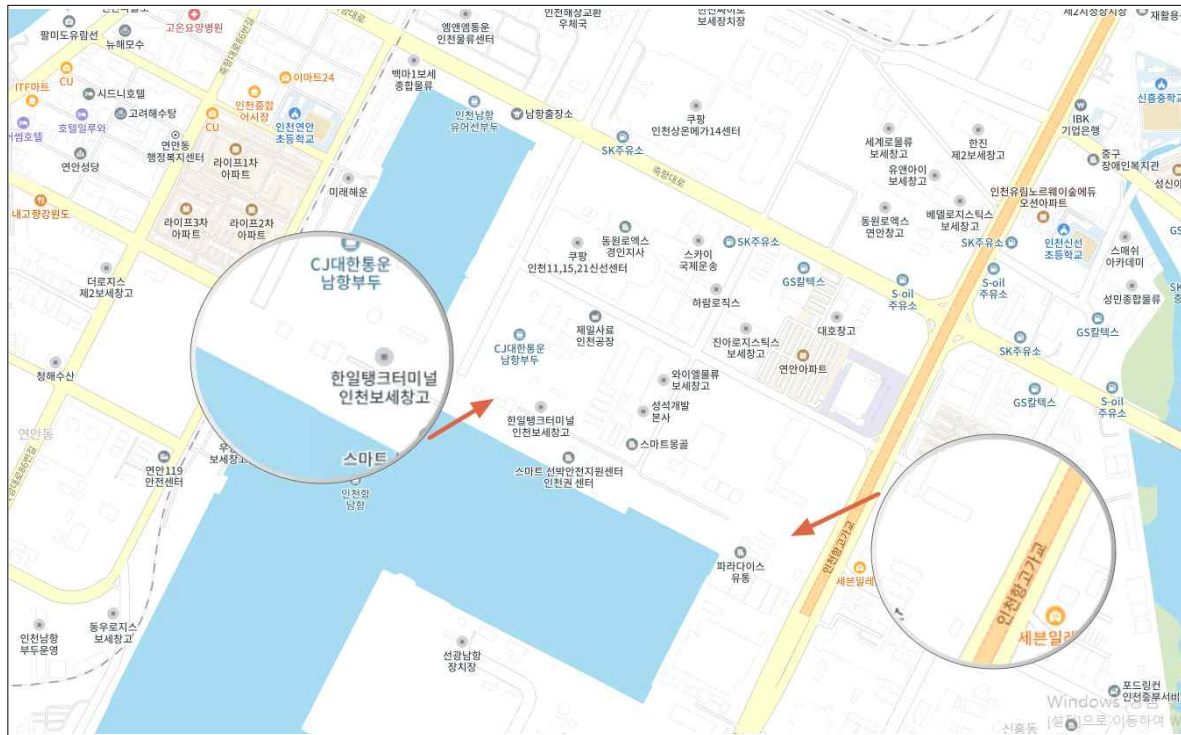 팔미도유람선
고은요양병원
뉴해모수
엠앤엠통운
인천물류센터
인천해상교환
우체국
보세장치장
ITF마트
CU
이마트24
백마1보세
종합물류
시드니호텔
인천종합
어시장
고려해수탕
호텔일루와
CU
인천연안
초등학교
인천남항
유어선부두
남항출장소
쿠팡
인천상온메가14센터
SK주유소
연안동
행정복지센터
연안성당
라이프1차
아파트
축항대로86번길
축항대로
미래해운
내고향강원도
라이프3차
아파트
라이프2차
아파트
세계로물류
보세창고
한진
제2보세창고
IBK
기업은행
신흥중학교
중구
장애인복지관
유앤아이
보세창고
인천유림노르웨이숲에듀
오션아파트
베델로지스틱스
보세창고
동원로엑스
연안창고
SK주유소
인천신선
초등학교
스매쉬
아카데미
동원로엑스
경인지사
쿠팡
인천11,15,21신선센터
스카이
국제운송
SK주유소
GS칼텍스
S-oil
주유소
S-oil
주유소
성민종합물류
더로지스
제2보세창고
CJ대한통운
남항부두
하람로직스
제일사료
인천공장
대호창고
진아로지스틱스
보세창고
GS칼텍스
SK주유소
CJ대한통운
남항부두
연안아파트
한일탱크터미널
인천보세창고
와이엘물류
보세창고
청해수산
GS칼텍스
S-oil
주유소
한일탱크터미널
인천보세창고
성석개발
본사
연안동
스마트몽골
스마트
스마트 선박안전지원센터
인천권 센터
연안119
안전센터
인천항
남항
파라다이스
유통
인천항고가교
세븐일레
인천항고가교
세븐일레
인천남항
부두운영
동우로지스
보세창고
선광남항
장치장
포드링컨
인천중부서비
Windows
신흥동